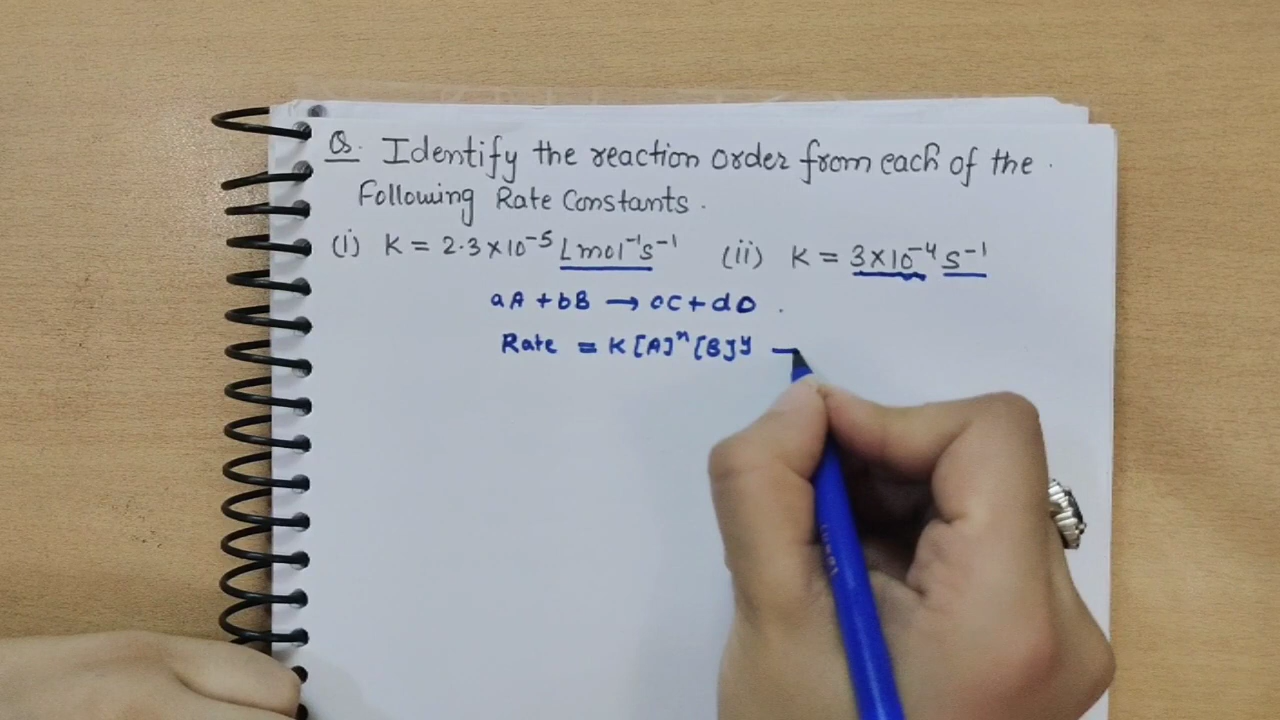 Q. Identify the reaction order from each of the
Following Rate Constants.
(i) K = 2.3×10⁻⁵ L mol⁻¹s⁻¹ (ii) K = 3×10⁻⁴ s⁻¹
aA + bB → cC + dD .
Rate = K[A]ˣ [B]ʸ —